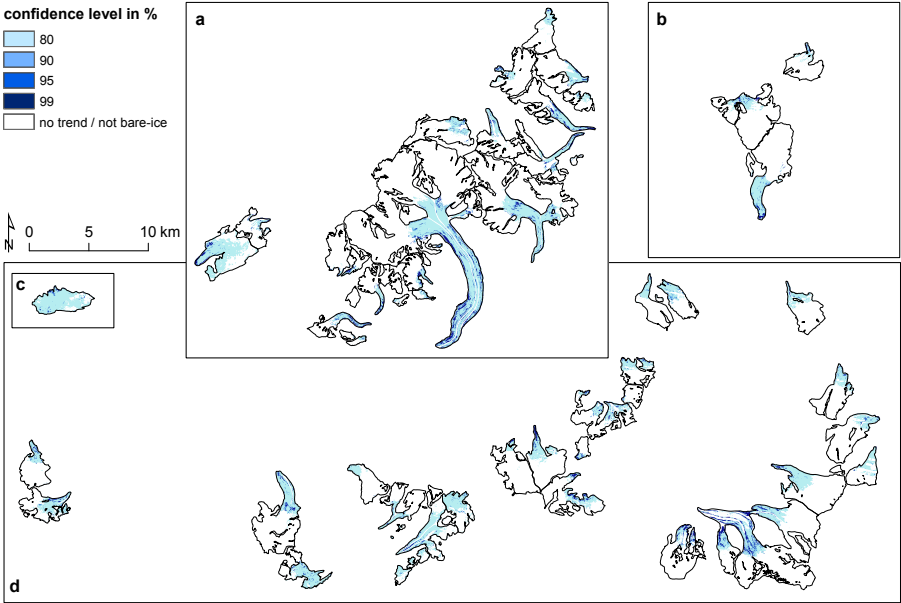 confidence level in %
80
90
95
99
no trend / not bare-ice
N
0 5 10 km
a
b
c
d